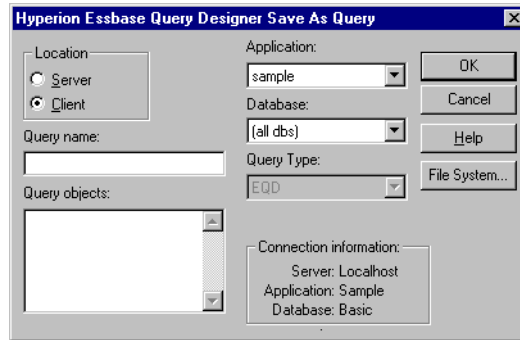 Hyperion Essbase Query Designer Save As Query
Location
Server
Client
Query name:
Query objects:
Application:
sample
Database:
(all dbs)
Query Type:
EQD
Connection information:
Server: Localhost
Application: Sample
Database: Basic
OK
Cancel
Help
File System...